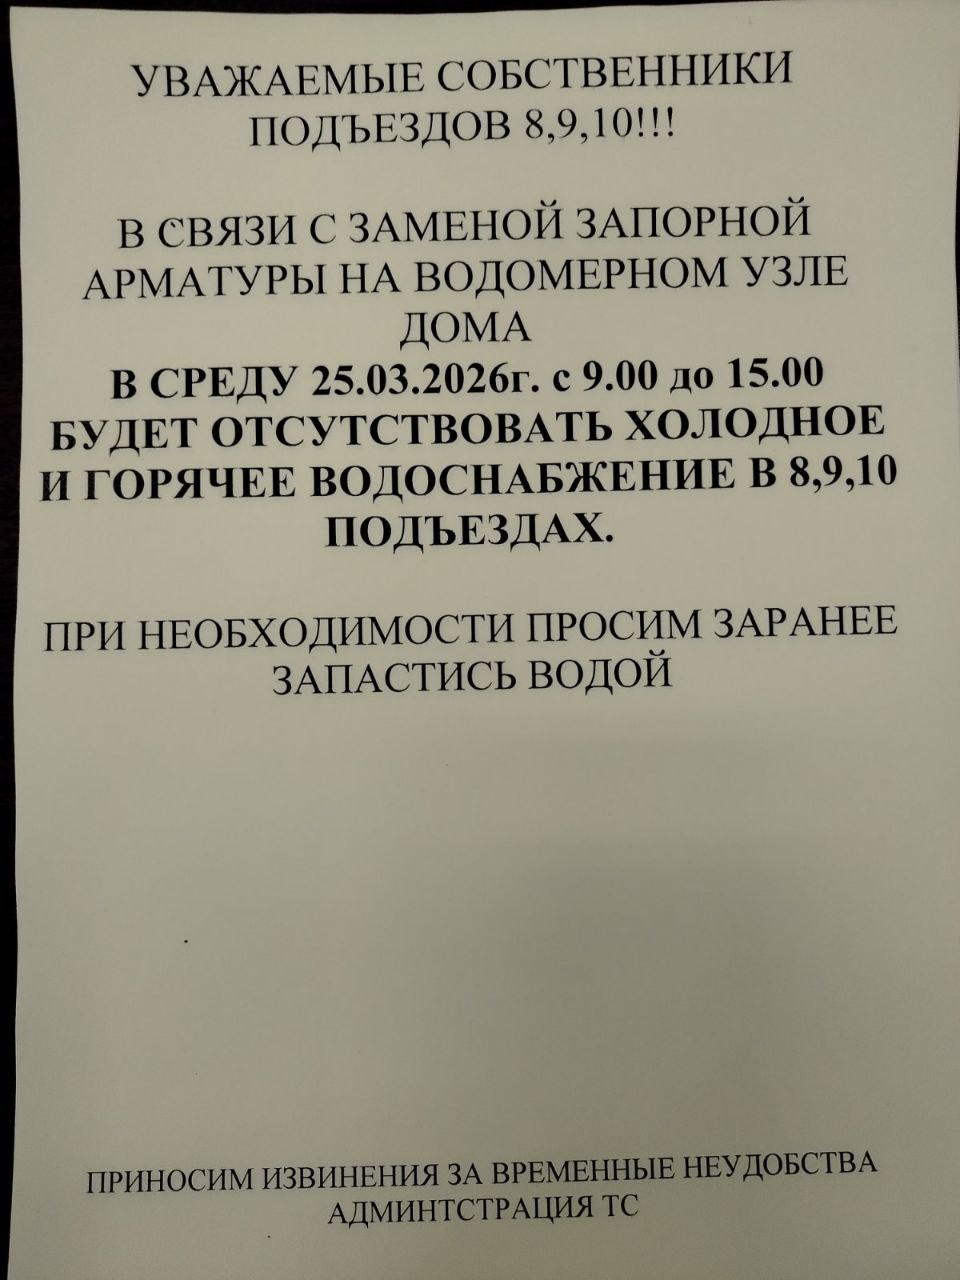 УВАЖАЕМЫЕ СОБСТВЕННИКИ
ПОДЪЕЗДОВ 8,9,10!!!
В СВЯЗИ С ЗАМЕНОЙ ЗАПОРНОЙ
АРМАТУРЫ НА ВОДОМЕРНОМ УЗЛЕ
ДОМА
В СРЕДУ 25.03.2026г. с 9.00 до 15.00
БУДЕТ ОТСУТСТВОВАТЬ ХОЛОДНОЕ
И ГОРЯЧЕЕ ВОДОСНАБЖЕНИЕ В 8,9,10
ПОДЪЕЗДАХ.
ПРИ НЕОБХОДИМОСТИ ПРОСИМ ЗАРАНЕЕ
ЗАПАСТИСЬ ВОДОЙ
ПРИНОСИМ ИЗВИНЕНИЯ ЗА ВРЕМЕННЫЕ НЕУДОБСТВА
АДМИНТСТРАЦИЯ ТС